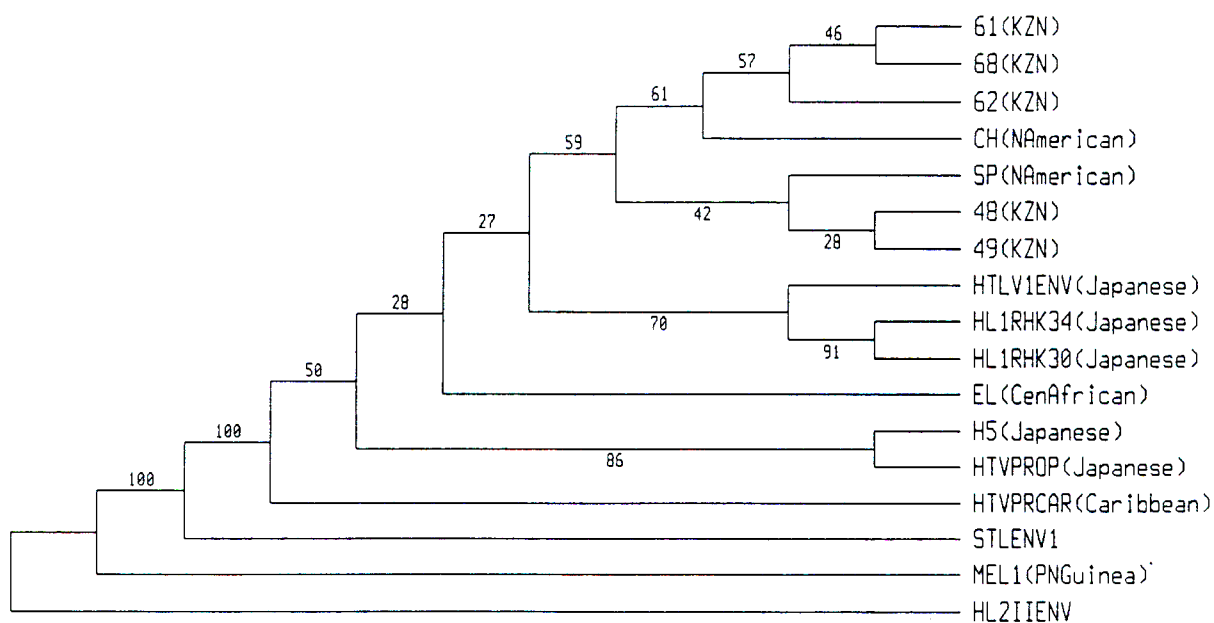 61(KZN)
46
68(KZN)
57
62(KZN)
61
CH(NAmerican)
59
SP(NAmerican)
42
48(KZN)
28
49(KZN)
27
HTLV1ENV(Japanese)
70
HL1RHK34(Japanese)
91
HL1RHK30(Japanese)
28
EL(CenAfrican)
50
H5(Japanese)
86
HTVPROP(Japanese)
100
HTVPRCAR(Caribbean)
100
STLENV1
MEL1(PNGuinea)
HL2IIENV